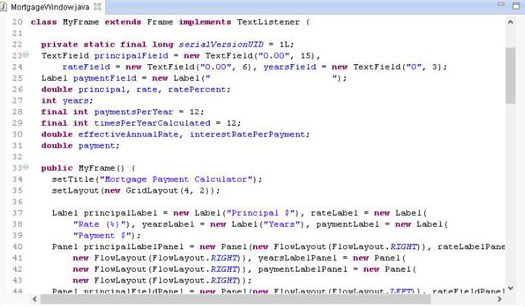 MortgageWindow.java
20 class MyFrame extends Frame implements TextListener {
21
22 private static final long serialVersionUID = 1L;
23 TextField principalField = new TextField("0.00", 15),
24 rateField = new TextField("0.00", 6), yearsField = new TextField("0", 3);
25 Label paymentField = new Label("                    ");
26 double principal, rate, ratePercent;
27 int years;
28 final int paymentsPerYear = 12;
29 final int timesPerYearCalculated = 12;
30 double effectiveAnnualRate, interestRatePerPayment;
31 double payment;
32
33 public MyFrame() {
34 setTitle("Mortgage Payment Calculator");
35 setLayout(new GridLayout(4, 2));
36
37 Label principalLabel = new Label("Principal $"), rateLabel = new Label(
38 "Rate (%)"), yearsLabel = new Label("Years"), paymentLabel = new Label(
39 "Payment $");
40 Panel principalLabelPanel = new Panel(new FlowLayout(FlowLayout.RIGHT)), rateLabelPane
41 new FlowLayout(FlowLayout.RIGHT)), yearsLabelPanel = new Panel(
42 new FlowLayout(FlowLayout.RIGHT)), paymentLabelPanel = new Panel(
43 new FlowLayout(FlowLayout.RIGHT));
44 Panel principalFieldPanel = new Panel(new FlowLayout(FlowLayout.LEFT)), rateFieldPanel